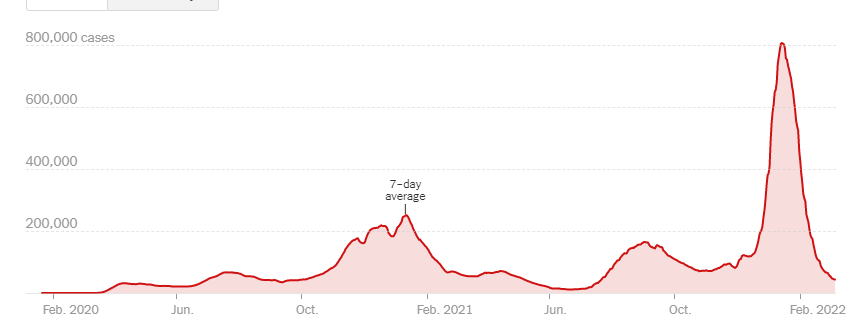 800,000 cases
600,000
400,000
7-day
average
200,000
Feb. 2020
Jun.
Oct.
Feb. 2021
Jun.
Oct.
Feb. 2022